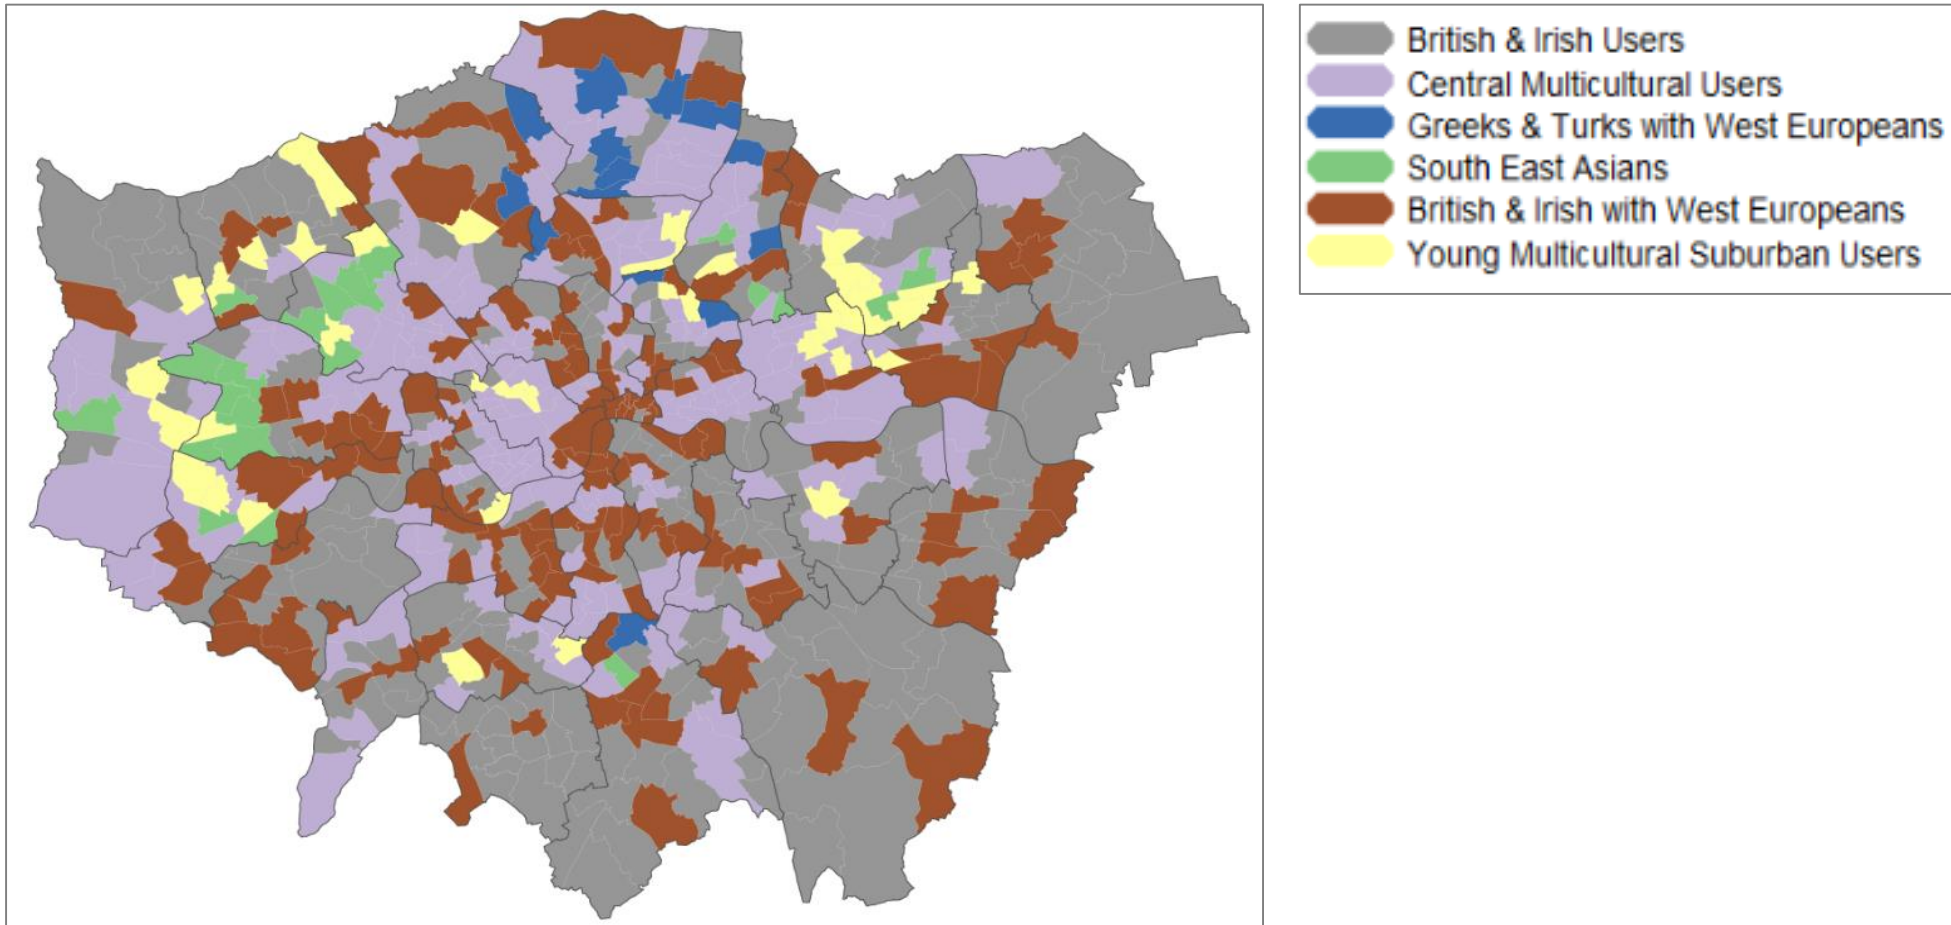 British & Irish Users
Central Multicultural Users
Greeks & Turks with West Europeans
South East Asians
British & Irish with West Europeans
Young Multicultural Suburban Users